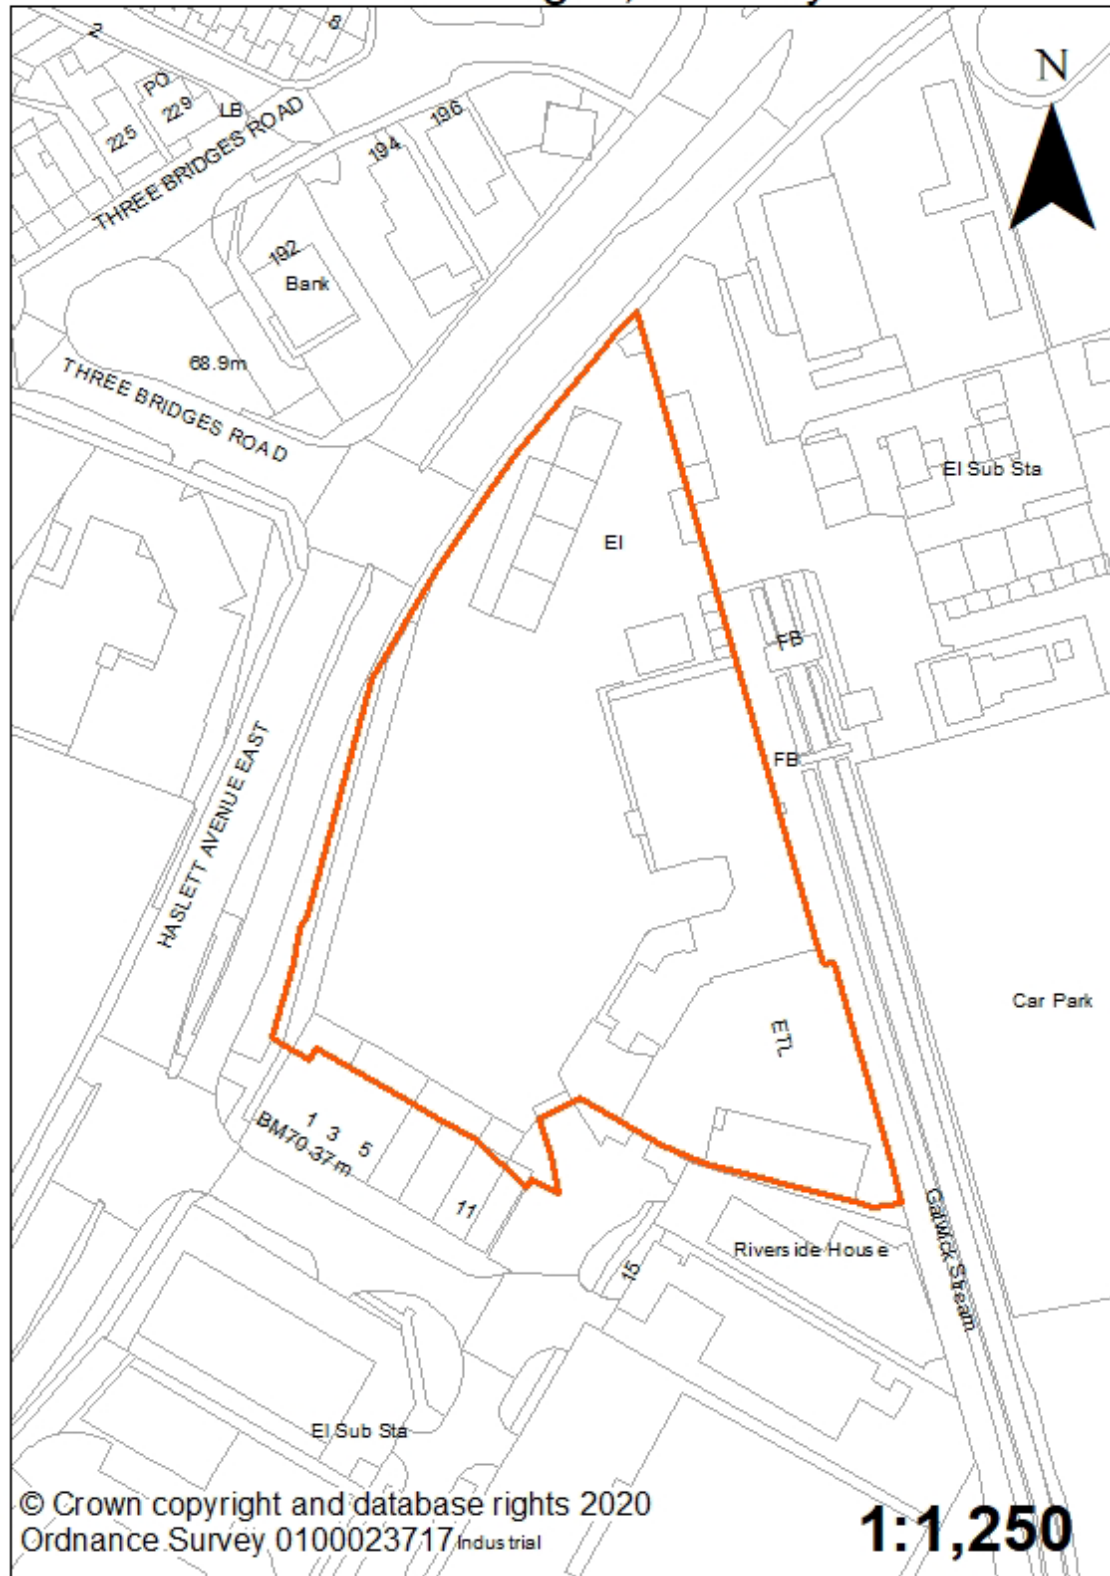 2
8
N
PO
229
LB
225
196
194
THREE BRIDGES ROAD
192
Bank
68.9m
THREE BRIDGES ROAD
El Sub Sta
El
FB
FB
HASLETT AVENUE EAST
Car Park
ETL
1 3 5
BM70.37m
11
Gatwick Stream
Riverside House
15
El Sub Sta
© Crown copyright and database rights 2020
Ordnance Survey 0100023717
Industrial
1:1,250